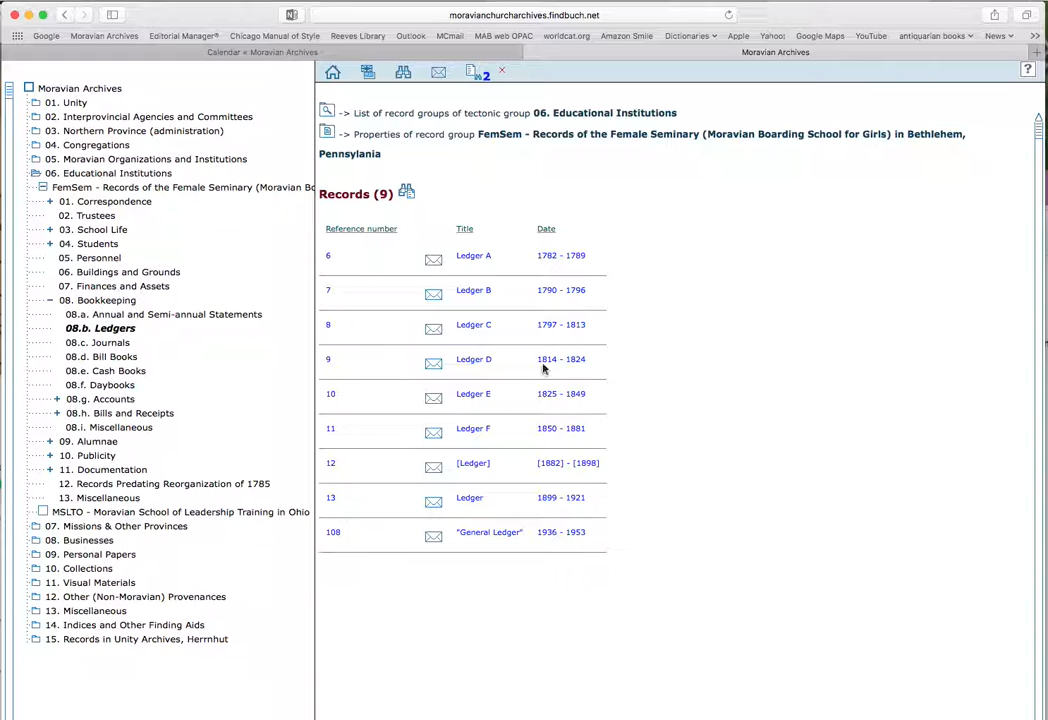 moravianchurcharchives.findbuch.net
Google Moravian Archives Editorial Manager® Chicago Manual of Style Reeves Library Outlook MCmail MAB web OPAC worldcat.org Amazon Smile Dictionaries Apple Yahoo! Google Maps YouTube antiquarian books News
Calendar « Moravian Archives
Moravian Archives
2
?
Moravian Archives
01. Unity
02. Interprovincial Agencies and Committees
03. Northern Province (administration)
04. Congregations
05. Moravian Organizations and Institutions
06. Educational Institutions
FemSem - Records of the Female Seminary (Moravian Bo
01. Correspondence
02. Trustees
03. School Life
04. Students
05. Personnel
06. Buildings and Grounds
07. Finances and Assets
08. Bookkeeping
08.a. Annual and Semi-annual Statements
08.b. Ledgers
08.c. Journals
08.d. Bill Books
08.e. Cash Books
08.f. Daybooks
08.g. Accounts
08.h. Bills and Receipts
08.i. Miscellaneous
09. Alumnae
10. Publicity
11. Documentation
12. Records Predating Reorganization of 1785
13. Miscellaneous
MSLTO - Moravian School of Leadership Training in Ohio
07. Missions & Other Provinces
08. Businesses
09. Personal Papers
10. Collections
11. Visual Materials
12. Other (Non-Moravian) Provenances
13. Miscellaneous
14. Indices and Other Finding Aids
15. Records in Unity Archives, Herrnhut
-> List of record groups of tectonic group 06. Educational Institutions
-> Properties of record group FemSem - Records of the Female Seminary (Moravian Boarding School for Girls) in Bethlehem,
Pennsylania
Records (9)
Reference number Title Date
6 Ledger A 1782 - 1789
7 Ledger B 1790 - 1796
8 Ledger C 1797 - 1813
9 Ledger D 1814 - 1824
10 Ledger E 1825 - 1849
11 Ledger F 1850 - 1881
12 [Ledger] [1882] - [1898]
13 Ledger 1899 - 1921
108 "General Ledger" 1936 - 1953